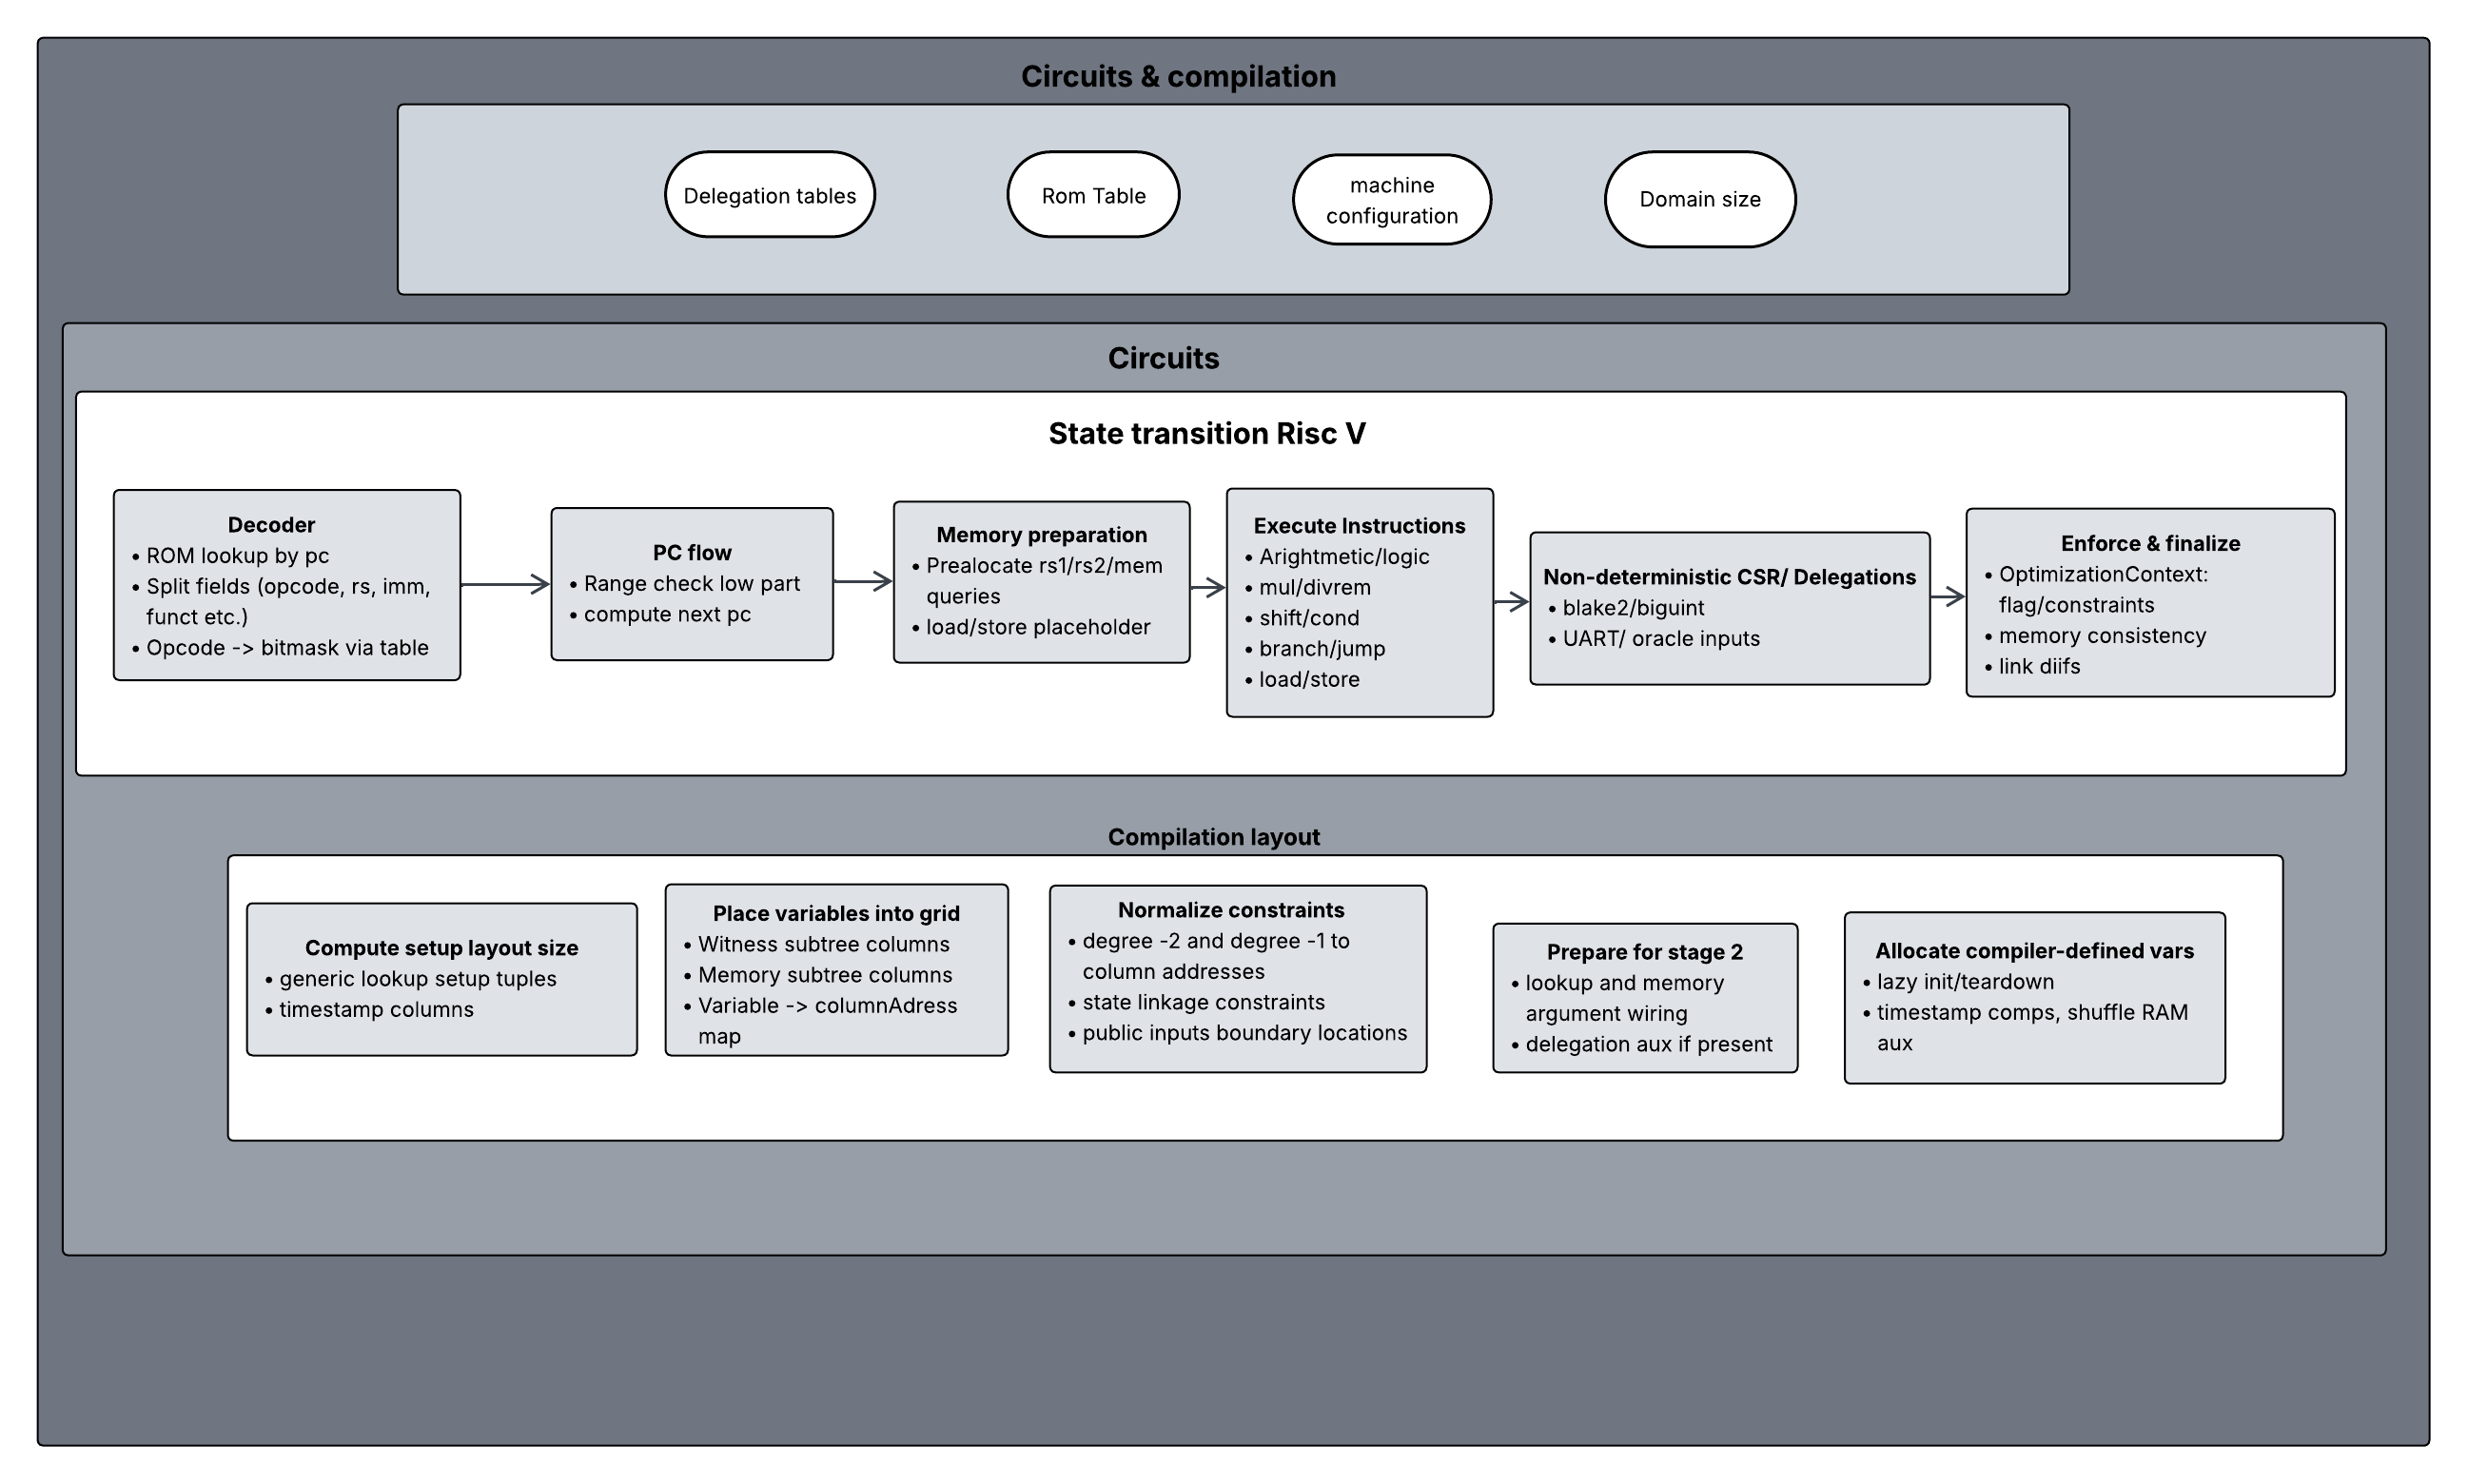 Circuits & compilation
Delegation tables
Rom Table
machine
configuration
Domain size
Circuits
State transition Risc V
Decoder
• ROM lookup by pc
• Split fields (opcode, rs, imm,
funct etc.)
• Opcode -> bitmask via table
PC flow
• Range check low part
• compute next pc
Memory preparation
• Prealocate rs1/rs2/mem
queries
• load/store placeholder
Execute Instructions
• Arightmetic/logic
• mul/divrem
• shift/cond
• branch/jump
• load/store
Non-deterministic CSR/ Delegations
• blake2/biguint
• UART/ oracle inputs
Enforce & finalize
• OptimizationContext:
flag/constraints
• memory consistency
• link diifs
Compilation layout
Compute setup layout size
• generic lookup setup tuples
• timestamp columns
Place variables into grid
• Witness subtree columns
• Memory subtree columns
• Variable -> columnAdress
map
Normalize constraints
• degree -2 and degree -1 to
column addresses
• state linkage constraints
• public inputs boundary locations
Prepare for stage 2
• lookup and memory
argument wiring
• delegation aux if present
Allocate compiler-defined vars
• lazy init/teardown
• timestamp comps, shuffle RAM
aux